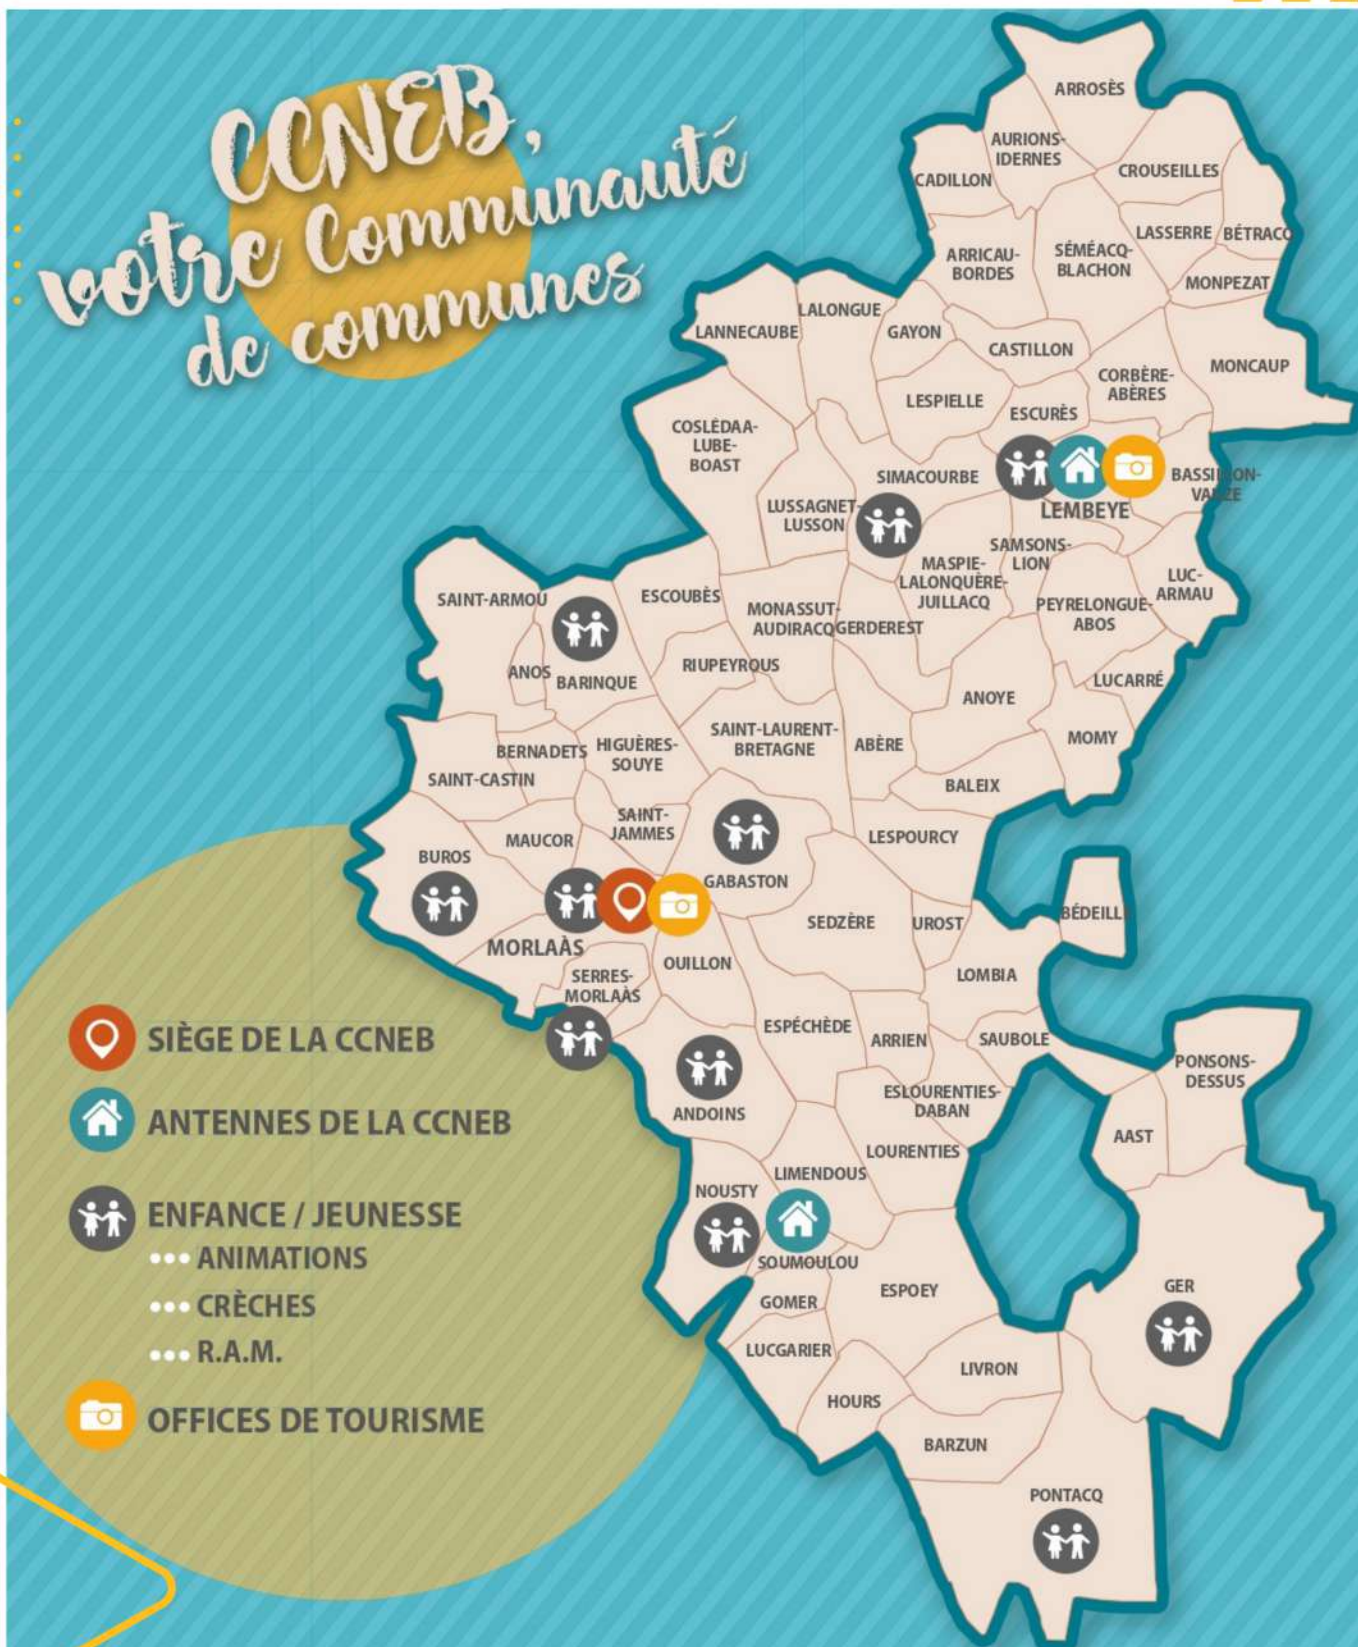 CCNEB,
votre Communauté
de communes
ARROSÈS
AURIONS-
IDERNES
CROUSEILLES
CADILLON
LASSERRE
BÉTRACQ
ARRICAU-
BORDES
SÉMÉACQ-
BLACHON
MONPEZAT
LALONGUE
LANNECAUBE
GAYON
CASTILLON
MONCAUP
CORBÈRE-
ABÈRES
LESPIELLE
ESCURÈS
COSLÉDAA-
LUBE-
BOAST
SIMACOURBE
BASSILLON-
VAUZE
LUSSAGNET-
LUSSON
LEMBEYE
SAMSONS-
LION
MASPIE-
LALONQUÈRE-
JUILLACQ
LUC-
ARMAU
SAINT-ARMOU
ESCOUBÈS
MONASSUT-
AUDIRACQ
GERDEREST
PEYRELONGUE-
ABOS
ANOS
BARINQUE
RIUPEYROUS
LUCARRÉ
ANOYE
SAINT-LAURENT-
BRETAGNE
ABÈRE
MOMY
BERNADETS
HIGUÈRES-
SOUYE
SAINT-CASTIN
BALEIX
SAINT-
JAMMES
MAUCOR
LESPOURCY
BUROS
GABASTON
BÉDEILL
SEDZÈRE
UROST
MORLAÀS
OUILLON
LOMBIA
SERRES-
MORLAÀS
ESPÉCHÈDE
ARRIEN
SAUBOLE
PONSONS-
DESSUS
ESLOURENTIES-
DABAN
ANDOINS
AAST
LOURENTIES
LIMENDOUS
NOUSTY
SOUMOULOU
GER
ESPOEY
GOMER
LUCGARIER
LIVRON
HOURS
BARZUN
PONTACQ
SIÈGE DE LA CCNEB
ANTENNES DE LA CCNEB
ENFANCE / JEUNESSE
••• ANIMATIONS
••• CRÈCHES
••• R.A.M.
OFFICES DE TOURISME